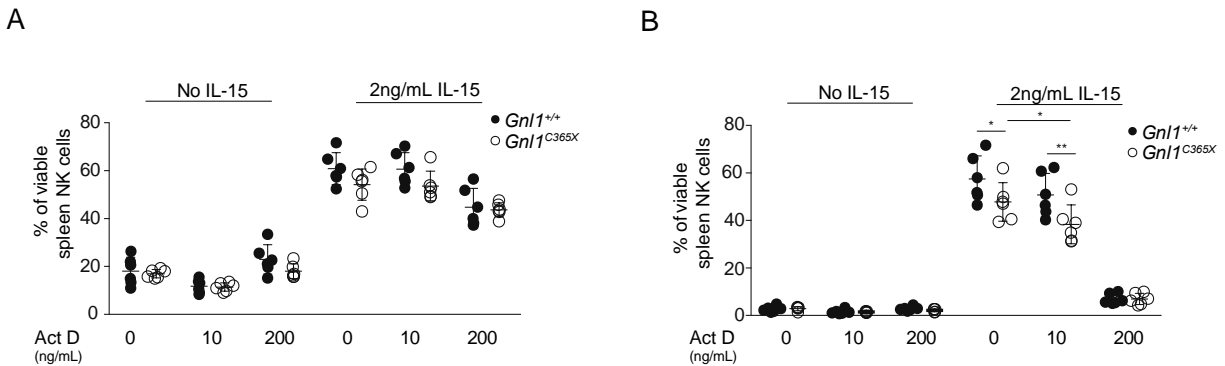 A
No IL-15
2ng/mL IL-15
Gnl1+/+
Gnl1C365X
% of viable
spleen NK cells
80
60
40
20
0
Act D
(ng/mL)
0
10
200
0
10
200
B
No IL-15
2ng/mL IL-15
*
*
**
Gnl1+/+
Gnl1C365X
% of viable
spleen NK cells
80
60
40
20
0
Act D
(ng/mL)
0
10
200
0
10
200